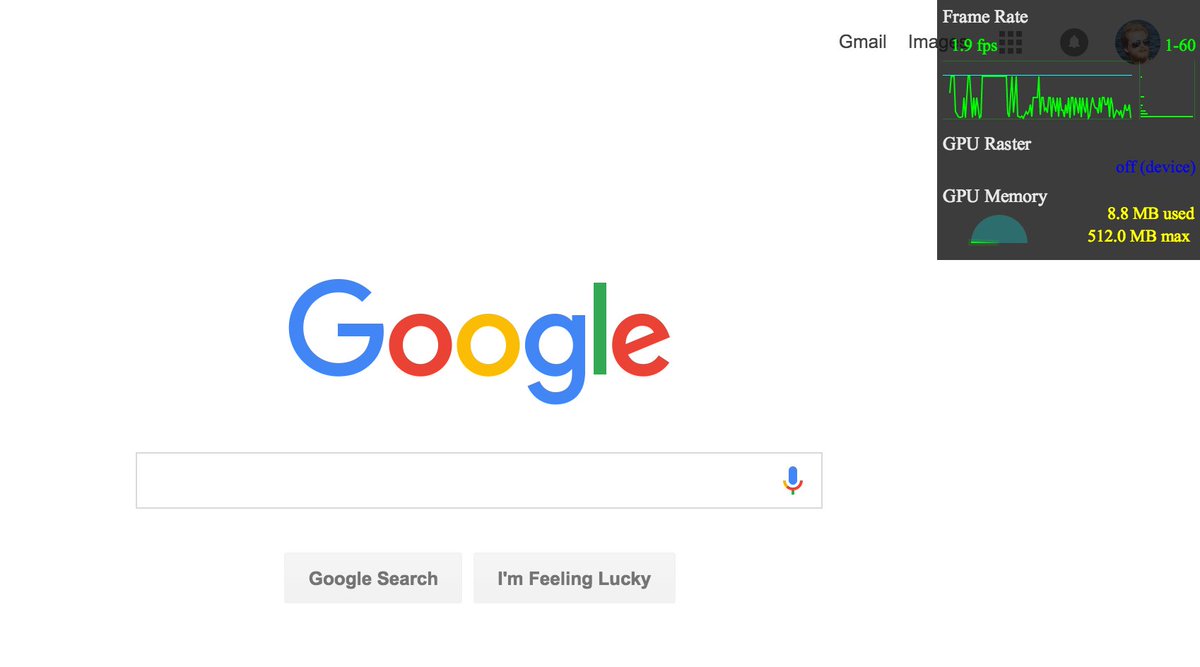 Gmail Images
Frame Rate
1.9 fps 1-60
GPU Raster
off (device)
GPU Memory
8.8 MB used
512.0 MB max
Google
Google Search
I'm Feeling Lucky